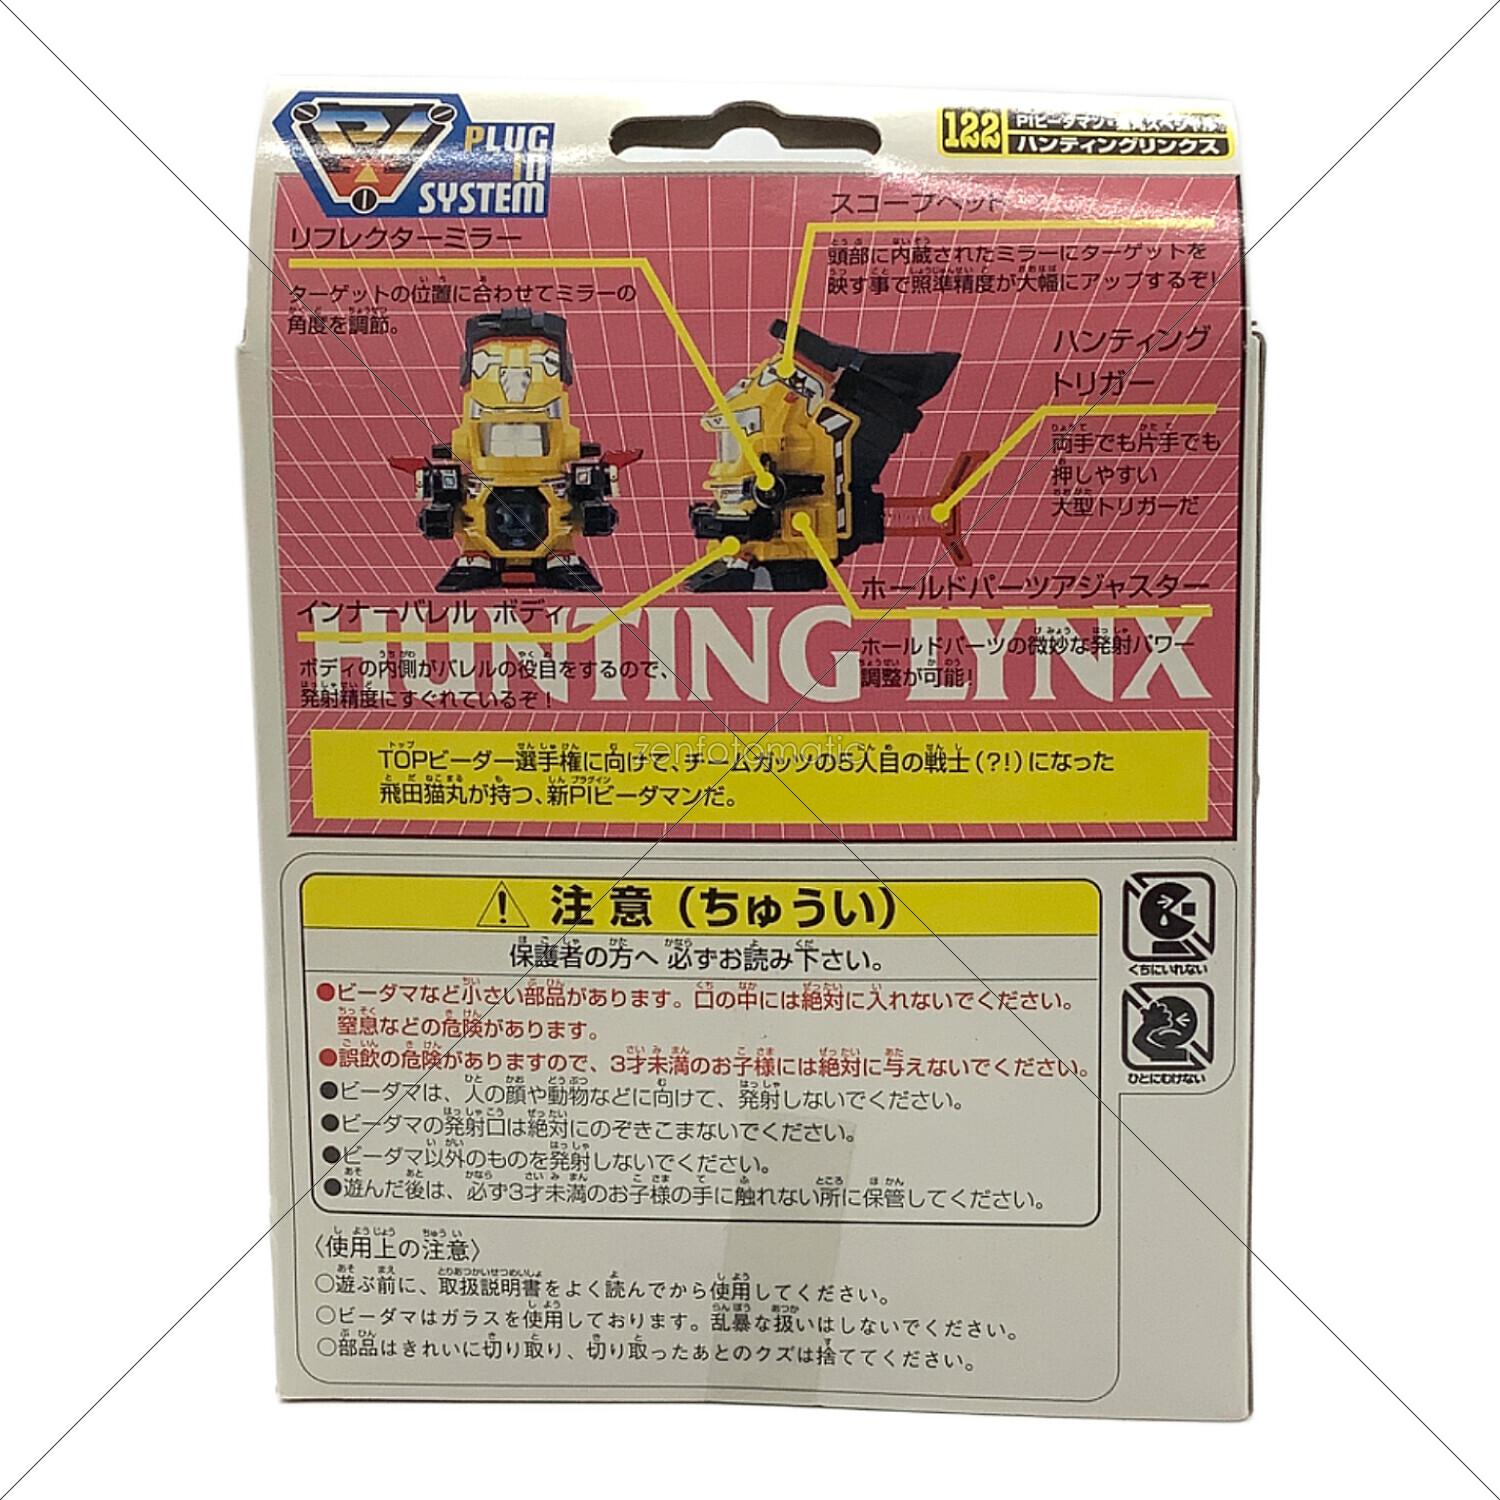 PLUG
IN
SYSTEM
122
Piビーダマン
ハンティングリンクス
リフレクターミラー
ターゲットの位置に合わせてミラーの
角度を調節。
スコープヘッド
頭部に内蔵されたミラーにターゲットを
映す事で照準精度が大幅にアップするぞ!
ハンティング
トリガー
両手でも片手でも
押しやすい
大型トリガーだ
インナーバレル ボディ
ボディの内側がバレルの役目をするので、
発射精度にすぐれているぞ!
ホールドパーツアジャスター
ホールドパーツの微妙な発射パワー
調整が可能!
HUNTING LYNX
TOPビーダー選手権に向けて、チームガッツの5人目の戦士(?!)になった
飛田猫丸が持つ、新PIビーダマンだ。
zenfotomatic
注意(ちゅうい)
保護者の方へ 必ずお読み下さい。
●ビーダマなど小さい部品があります。口の中には絶対に入れないでください。
窒息などの危険があります。
●誤飲の危険がありますので、3才未満のお子様には絶対に与えないでください。
●ビーダマは、人の顔や動物などに向けて、発射しないでください。
●ビーダマの発射口は絶対にのぞきこまないでください。
●ビーダマ以外のものを発射しないでください。
●遊んだ後は、必ず3才未満のお子様の手に触れない所に保管してください。
くちにいれない
ひとにむけない
〈使用上の注意〉
○遊ぶ前に、取扱説明書をよく読んでから使用してください。
○ビーダマはガラスを使用しております。乱暴な扱いはしないでください。
○部品はきれいに切り取り、切り取ったあとのクズは捨ててください。